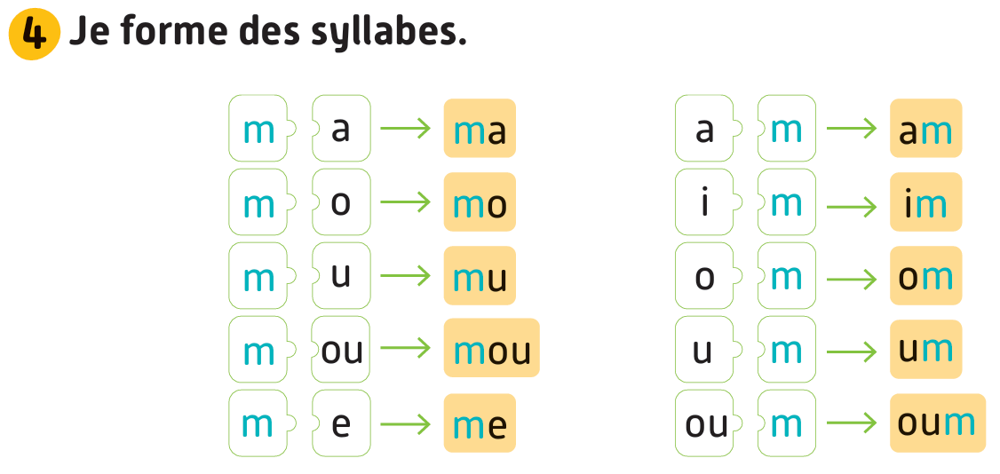 4 Je forme des syllabes.
m a → ma a m → am
m o → mo i m → im
m u → mu o m → om
m ou → mou u m → um
m e → me ou m → oum